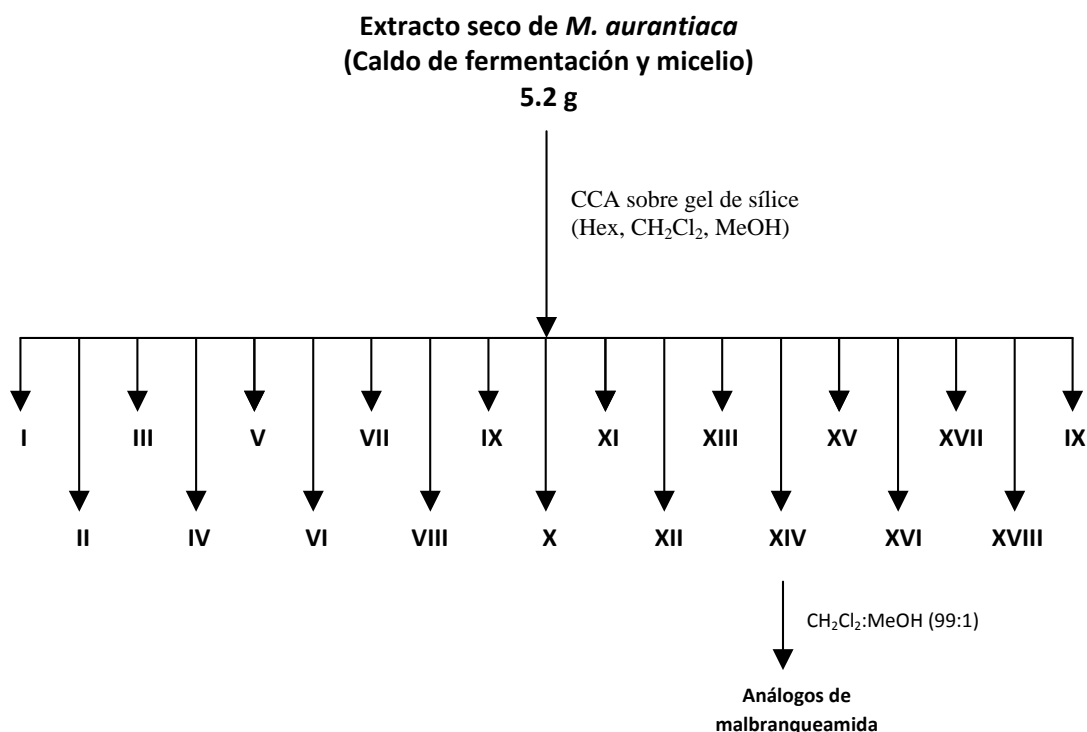 Extracto seco de M. aurantiaca
(Caldo de fermentación y micelio)
5.2 g
CCA sobre gel de sílice
(Hex, CH₂Cl₂, MeOH)
I III V VII IX XI XIII XV XVII IX
II IV VI VIII X XII XIV XVI XVIII
CH₂Cl₂:MeOH (99:1)
Análogos de
malbranqueamida